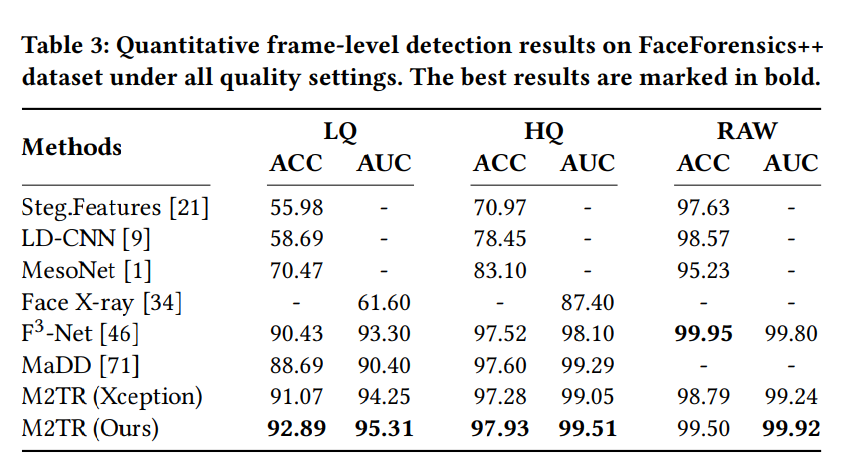 Table 3: Quantitative frame-level detection results on FaceForensics++
dataset under all quality settings. The best results are marked in bold.
Methods LQ HQ RAW
ACC AUC ACC AUC ACC AUC
Steg.Features [21] 55.98 - 70.97 - 97.63 -
LD-CNN [9] 58.69 - 78.45 - 98.57 -
MesoNet [1] 70.47 - 83.10 - 95.23 -
Face X-ray [34] - 61.60 - 87.40 - -
F³-Net [46] 90.43 93.30 97.52 98.10 99.95 99.80
MaDD [71] 88.69 90.40 97.60 99.29 - -
M2TR (Xception) 91.07 94.25 97.28 99.05 98.79 99.24
M2TR (Ours) 92.89 95.31 97.93 99.51 99.50 99.92